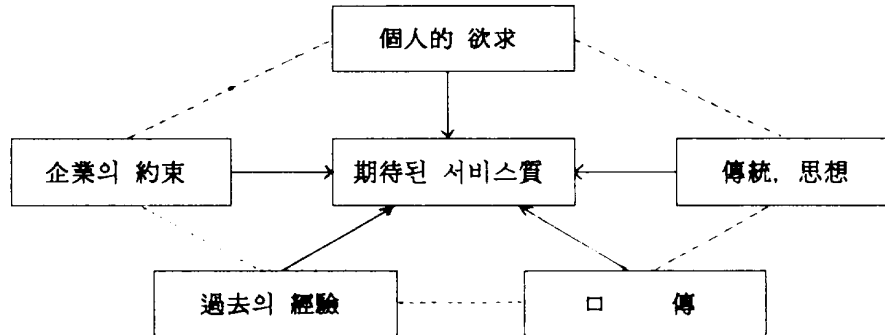 個人的 欲求
企業의 約束
期待된 서비스質
傳統, 思想
過去의 經驗
口 傳